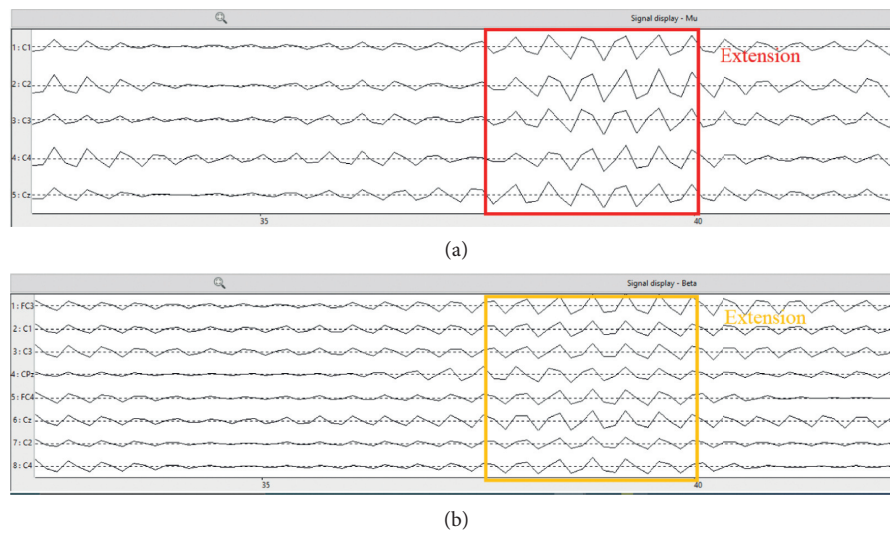 Signal display - Mu
1 : C1
Extension
2 : C2
3 : C3
4 : C4
5 : Cz
35 40
(a)
Signal display - Beta
1 : FC3
Extension
2 : C1
3 : C3
4 : CPz
5 : FC4
6 : Cz
7 : C2
8 : C4
35 40
(b)